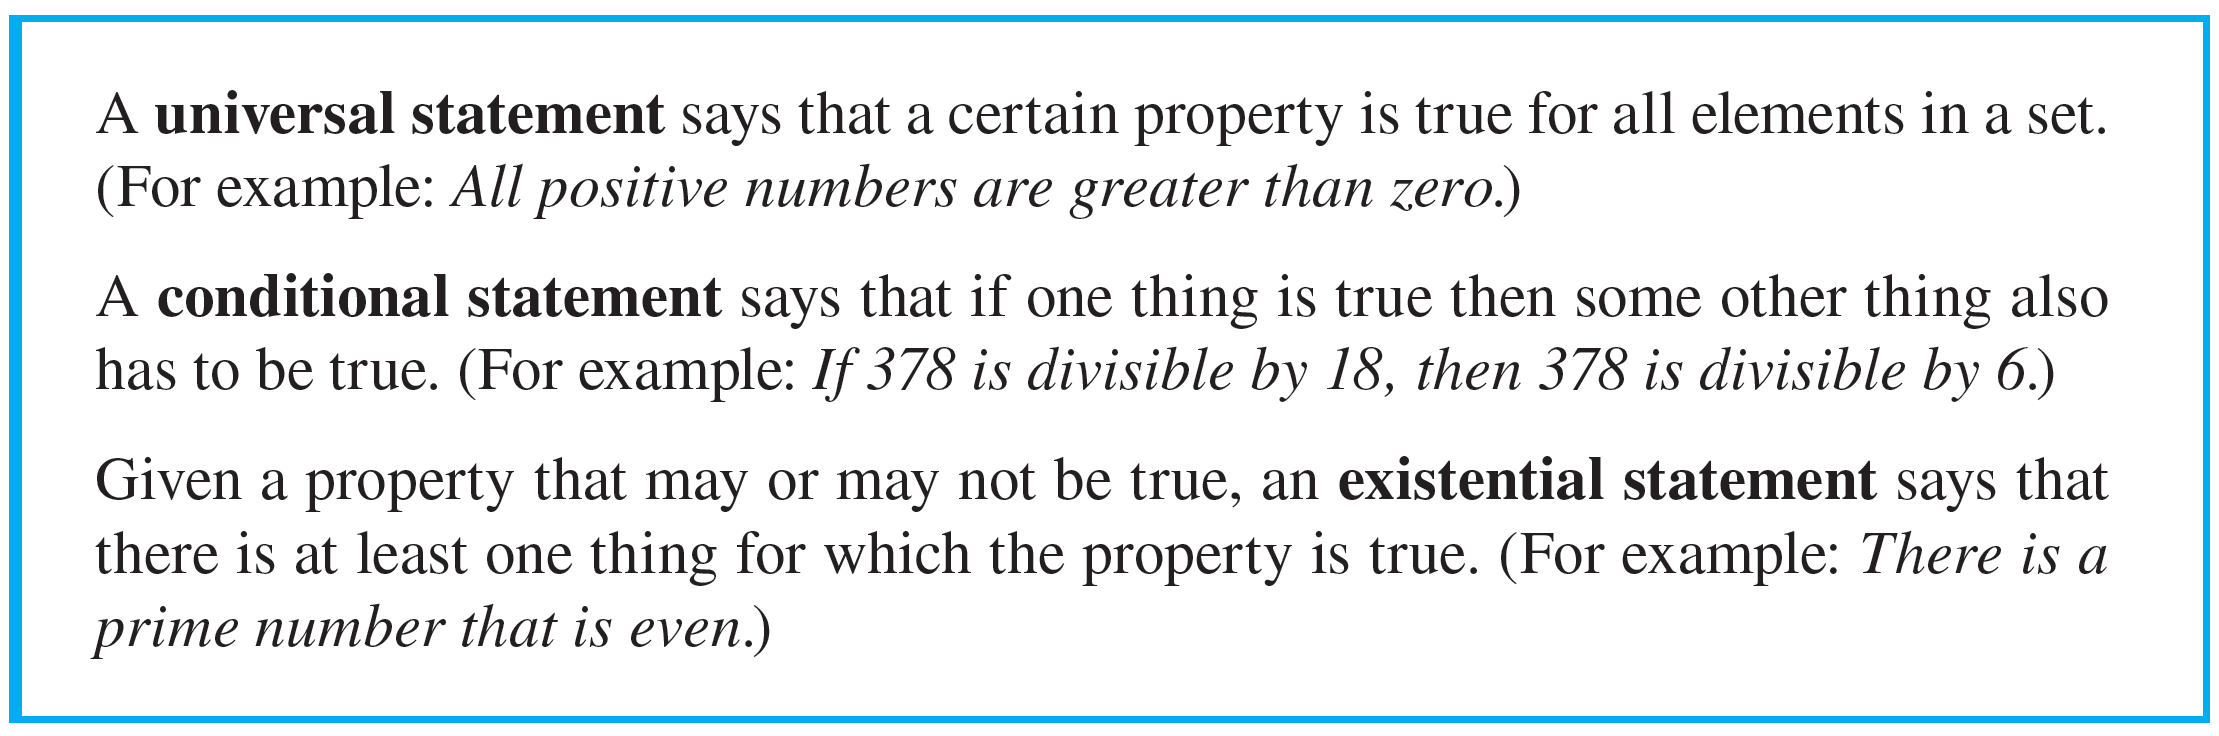 A universal statement says that a certain property is true for all elements in a set.
(For example: All positive numbers are greater than zero.)
A conditional statement says that if one thing is true then some other thing also
has to be true. (For example: If 378 is divisible by 18, then 378 is divisible by 6.)
Given a property that may or may not be true, an existential statement says that
there is at least one thing for which the property is true. (For example: There is a
prime number that is even.)